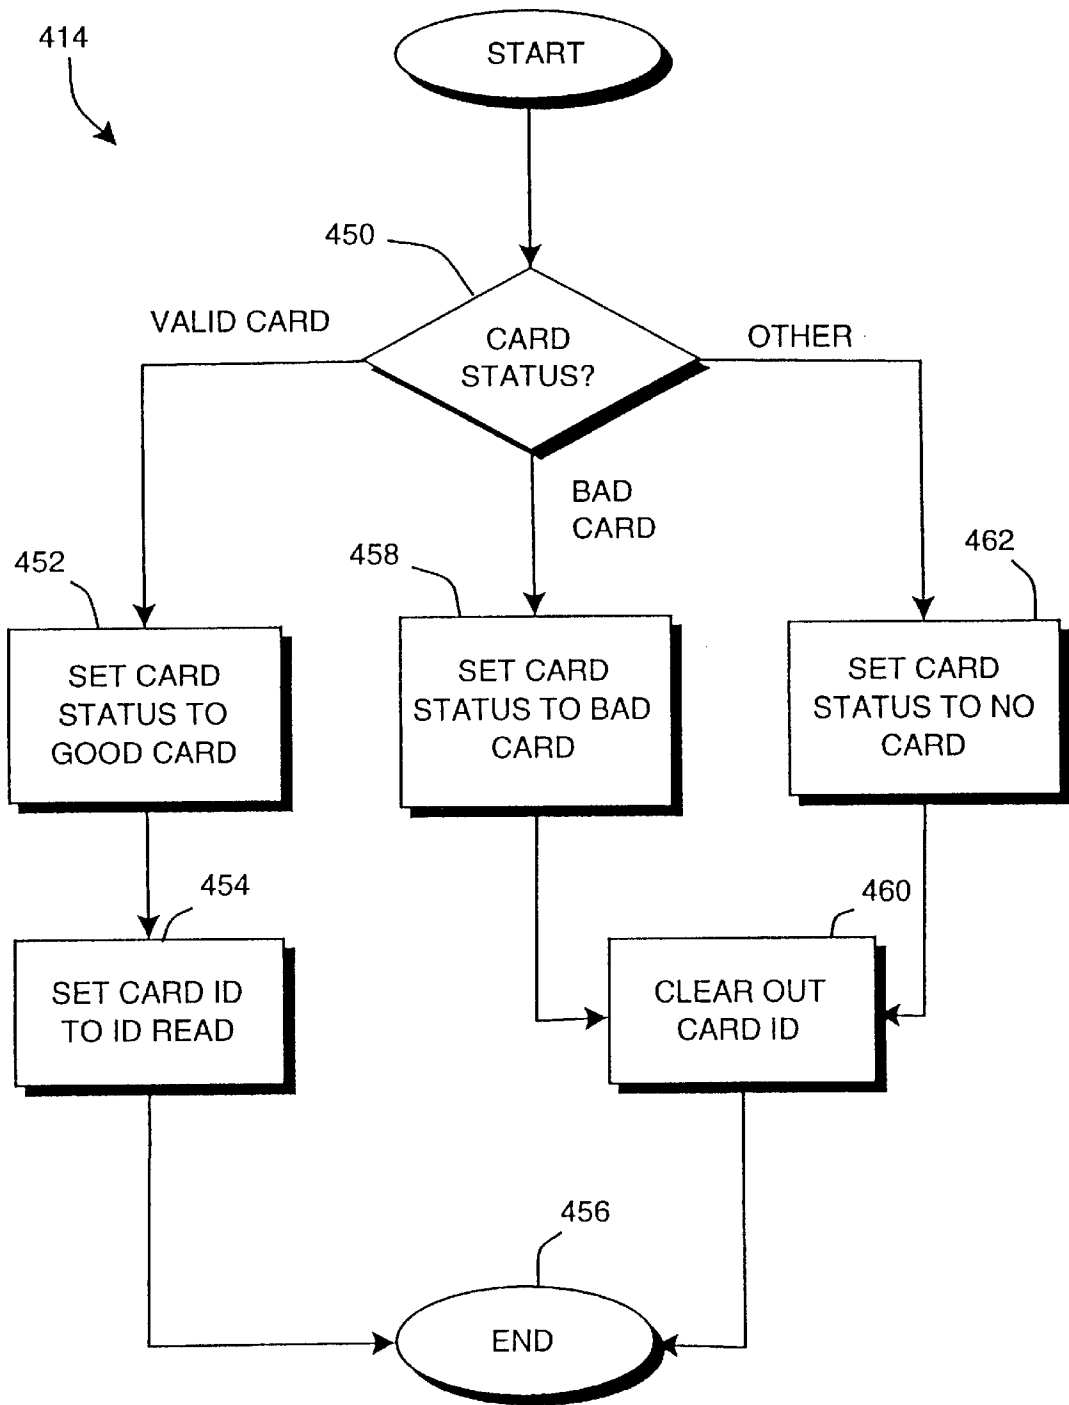 414
START
450
VALID CARD
CARD
STATUS?
OTHER
BAD
CARD
452
458
462
SET CARD
STATUS TO
GOOD CARD
SET CARD
STATUS TO BAD
CARD
SET CARD
STATUS TO NO
CARD
454
460
SET CARD ID
TO ID READ
CLEAR OUT
CARD ID
456
END